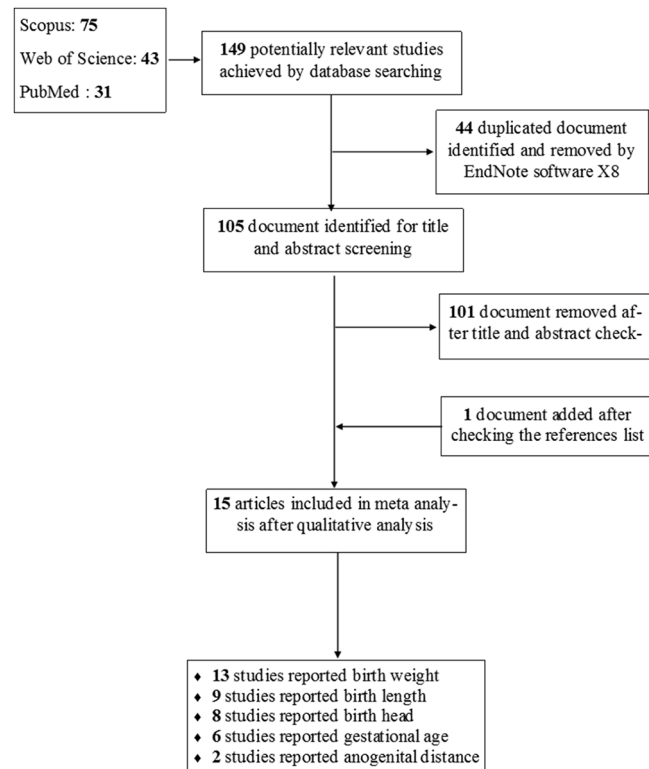 Scopus: 75
Web of Science: 43
PubMed : 31
149 potentially relevant studies
achieved by database searching
44 duplicated document
identified and removed by
EndNote software X8
105 document identified for title
and abstract screening
101 document removed af-
ter title and abstract check-
1 document added after
checking the references list
15 articles included in meta analy-
sis after qualitative analysis
♦ 13 studies reported birth weight
♦ 9 studies reported birth length
♦ 8 studies reported birth head
♦ 6 studies reported gestational age
♦ 2 studies reported anogenital distance